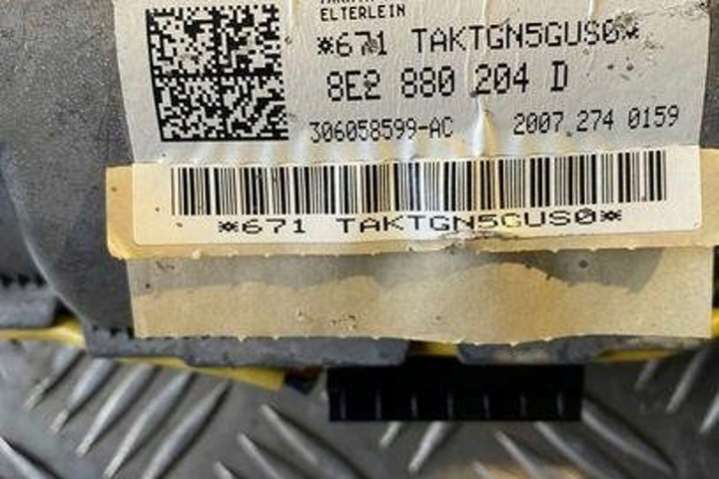 ELTERLEIN
*671 TAKTGN5GUS0*
8E2 880 204 D
306058599-AC 2007 274 0159
*671 TAKTGN5GUS0*